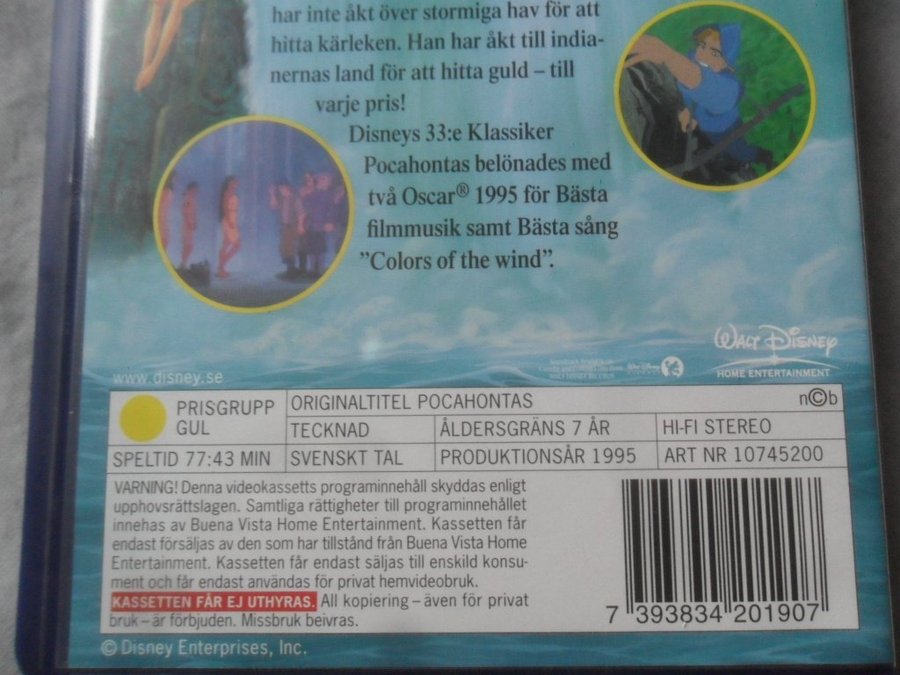 har inte åkt över stormiga hav för att
hitta kärleken. Han har åkt till india-
nernas land för att hitta guld – till
varje pris!
Disneys 33:e Klassiker
Pocahontas belönades med
två Oscar® 1995 för Bästa
filmmusik samt Bästa sång
”Colors of the wind”.
WALT DISNEY
HOME ENTERTAINMENT
www.disney.se
PRISGRUPP
GUL
ORIGINALTITEL POCAHONTAS
n©b
TECKNAD
ÅLDERSGRÄNS 7 ÅR
HI-FI STEREO
SPELTID 77:43 MIN
SVENSKT TAL
PRODUKTIONSÅR 1995
ART NR 10745200
VARNING! Denna videokassetts programinnehåll skyddas enligt
upphovsrättslagen. Samtliga rättigheter till programinnehållet
innehas av Buena Vista Home Entertainment. Kassetten får
endast försäljas av den som har tillstånd från Buena Vista Home
Entertainment. Kassetten får endast säljas till enskild konsu-
ment och får endast användas för privat hemvideobruk.
KASSETTEN FÅR EJ UTHYRAS. All kopiering – även för privat
bruk – är förbjuden. Missbruk beivras.
7 393834 201907
© Disney Enterprises, Inc.